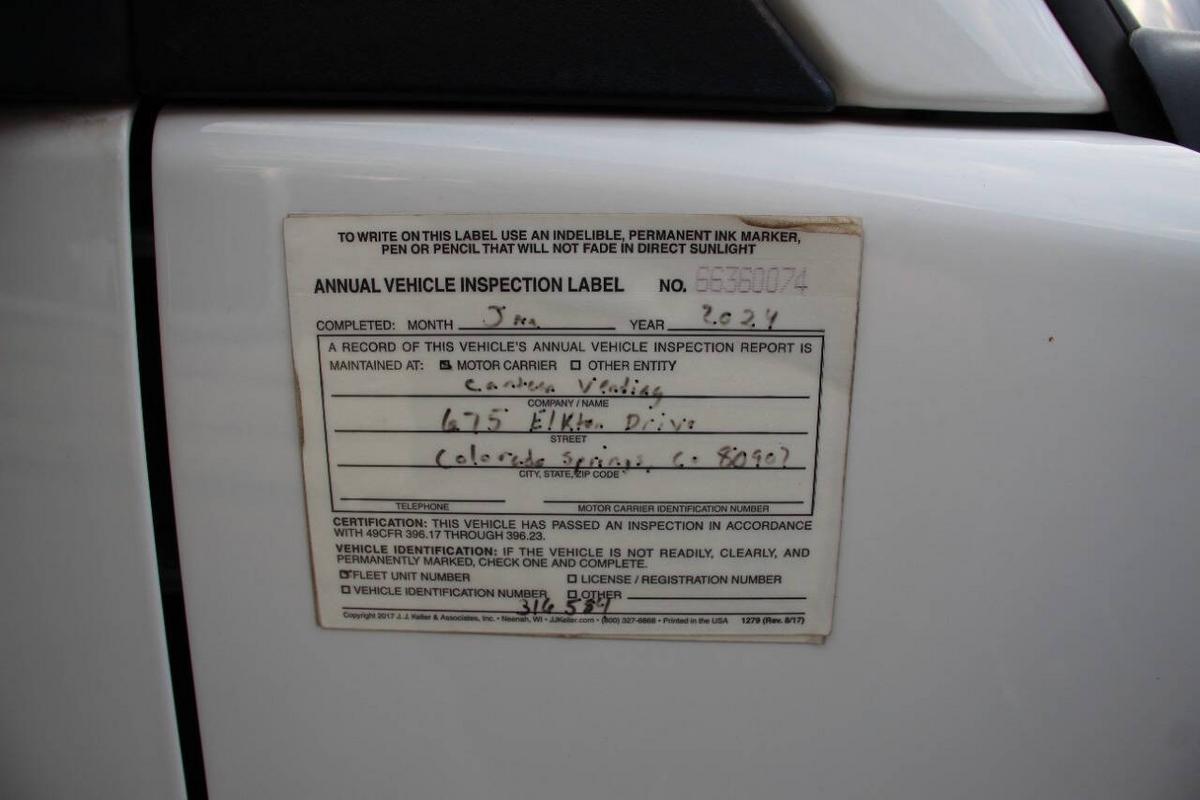 TO WRITE ON THIS LABEL USE AN INDELIBLE, PERMANENT INK MARKER,
PEN OR PENCIL THAT WILL NOT FADE IN DIRECT SUNLIGHT
ANNUAL VEHICLE INSPECTION LABEL NO. 66360074
COMPLETED: MONTH YEAR 2024
A RECORD OF THIS VEHICLE'S ANNUAL VEHICLE INSPECTION REPORT IS
MAINTAINED AT: MOTOR CARRIER OTHER ENTITY
Canteen Vending
COMPANY / NAME
675 Elkton Drive
STREET
Colorado Springs, Co 80907
CITY, STATE, ZIP CODE
TELEPHONE MOTOR CARRIER IDENTIFICATION NUMBER
CERTIFICATION: THIS VEHICLE HAS PASSED AN INSPECTION IN ACCORDANCE
WITH 49CFR 396.17 THROUGH 396.23.
VEHICLE IDENTIFICATION: IF THE VEHICLE IS NOT READILY, CLEARLY, AND
PERMANENTLY MARKED, CHECK ONE AND COMPLETE.
FLEET UNIT NUMBER LICENSE / REGISTRATION NUMBER
VEHICLE IDENTIFICATION NUMBER OTHER
316584
Copyright 2017 J. J. Keller & Associates, Inc. • Neenah, WI • JJKeller.com • (800) 327-6868 • Printed in the USA 1279 (Rev. 8/17)